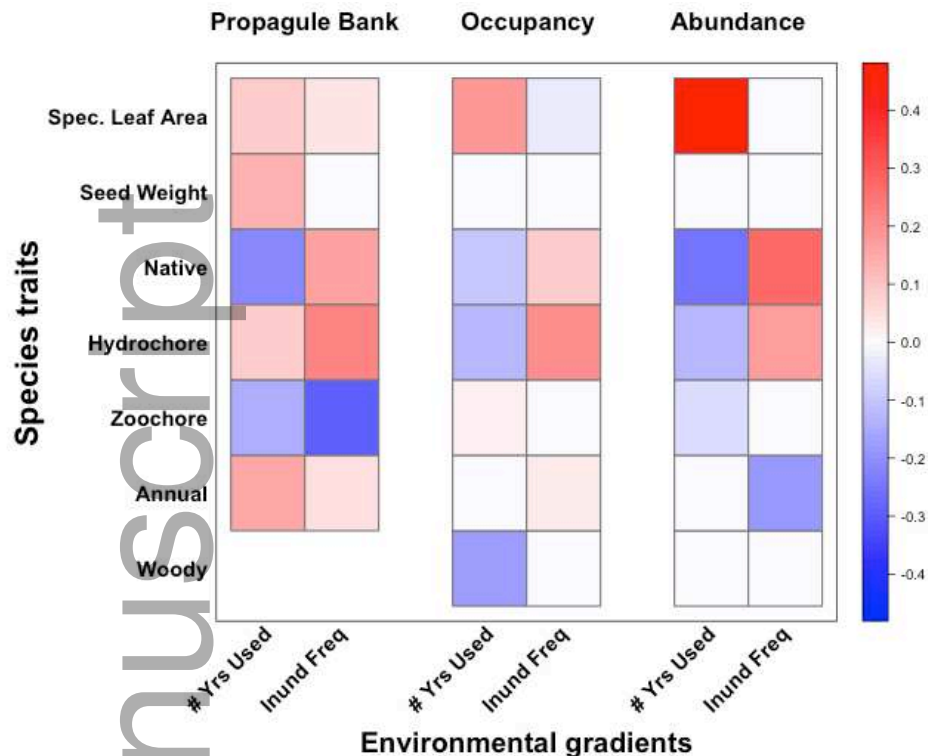 Propagule Bank Occupancy Abundance
Spec. Leaf Area
Seed Weight
Native
Hydrochore
Zoochore
Annual
Woody
Species traits
# Yrs Used Inund Freq # Yrs Used Inund Freq # Yrs Used Inund Freq
Environmental gradients
0.4
0.3
0.2
0.1
0.0
-0.1
-0.2
-0.3
-0.4
nuscript